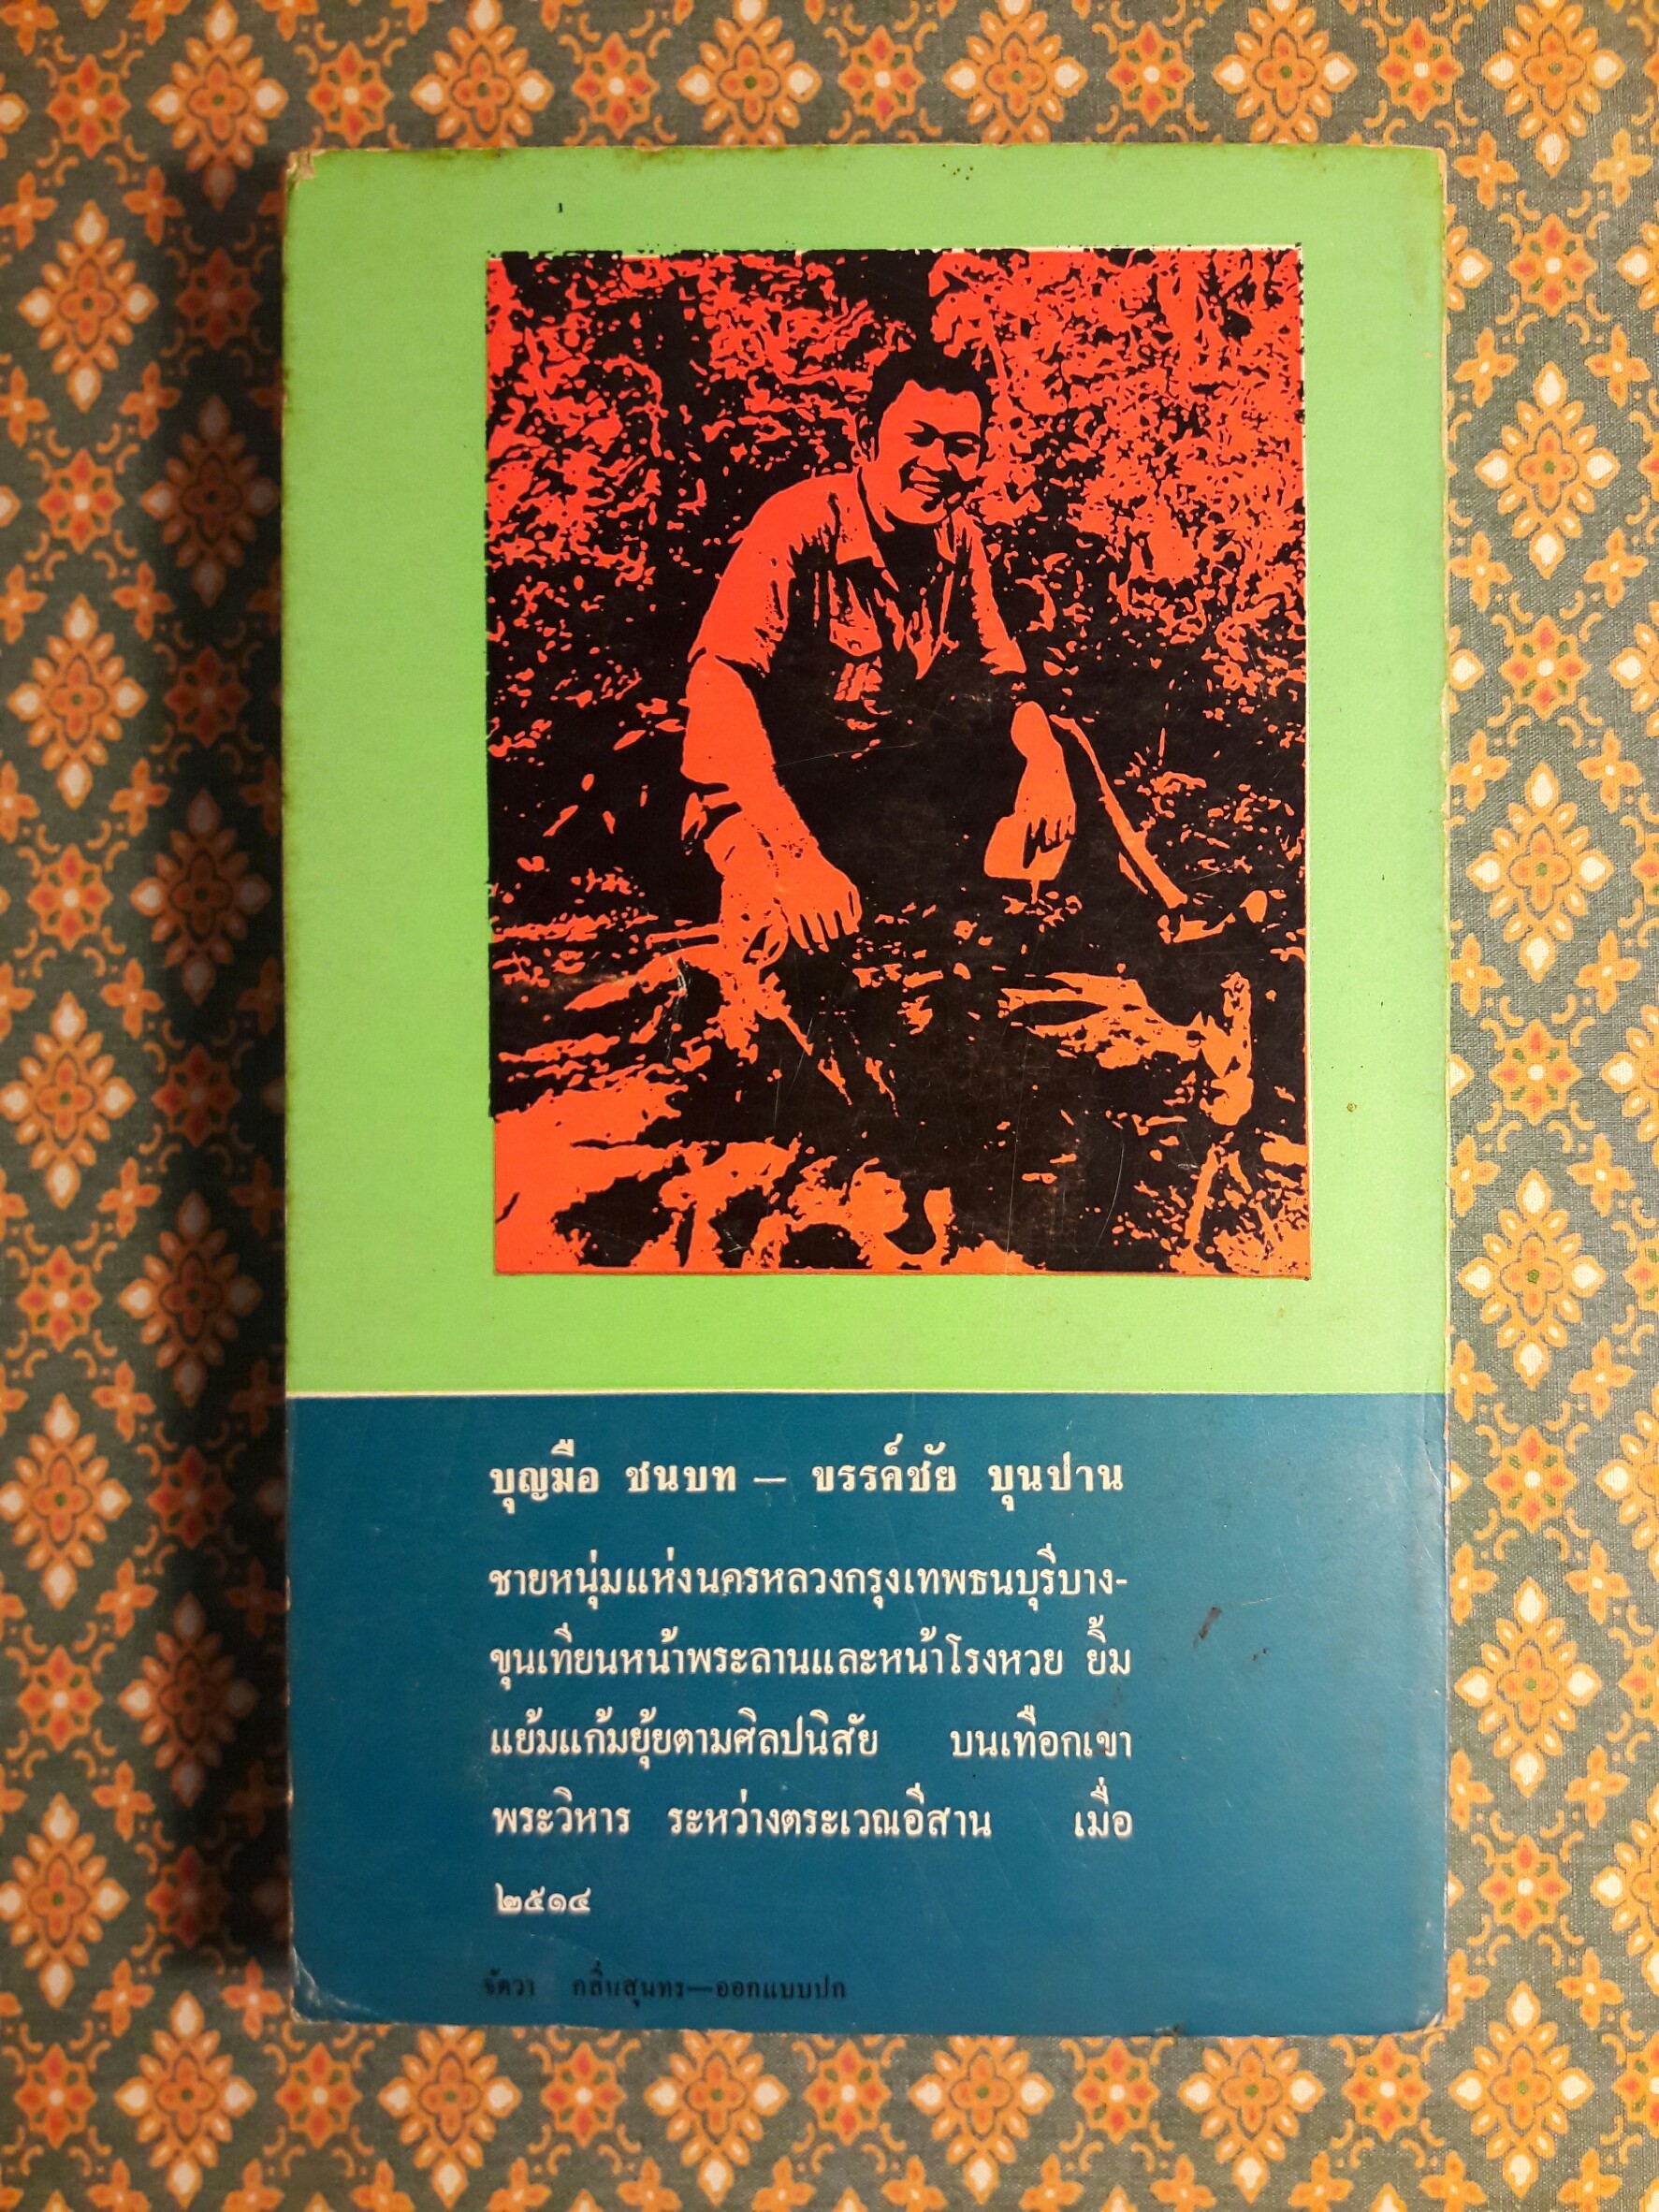 บุญมือ ชนบท — ขรรค์ชัย บุนปาน
ชายหนุ่มแห่งนครหลวงกรุงเทพธนบุรีบาง-
ขุนเทียนหน้าพระลานและหน้าโรงหวย ยิ้ม
แย้มแก้มยุ้ยตามศิลปนิสัย บนเทือกเขา
พระวิหาร ระหว่างตระเวณอีสาน เมื่อ
๒๕๑๔
จัตวา กลิ่นสุนทร—ออกแบบปก